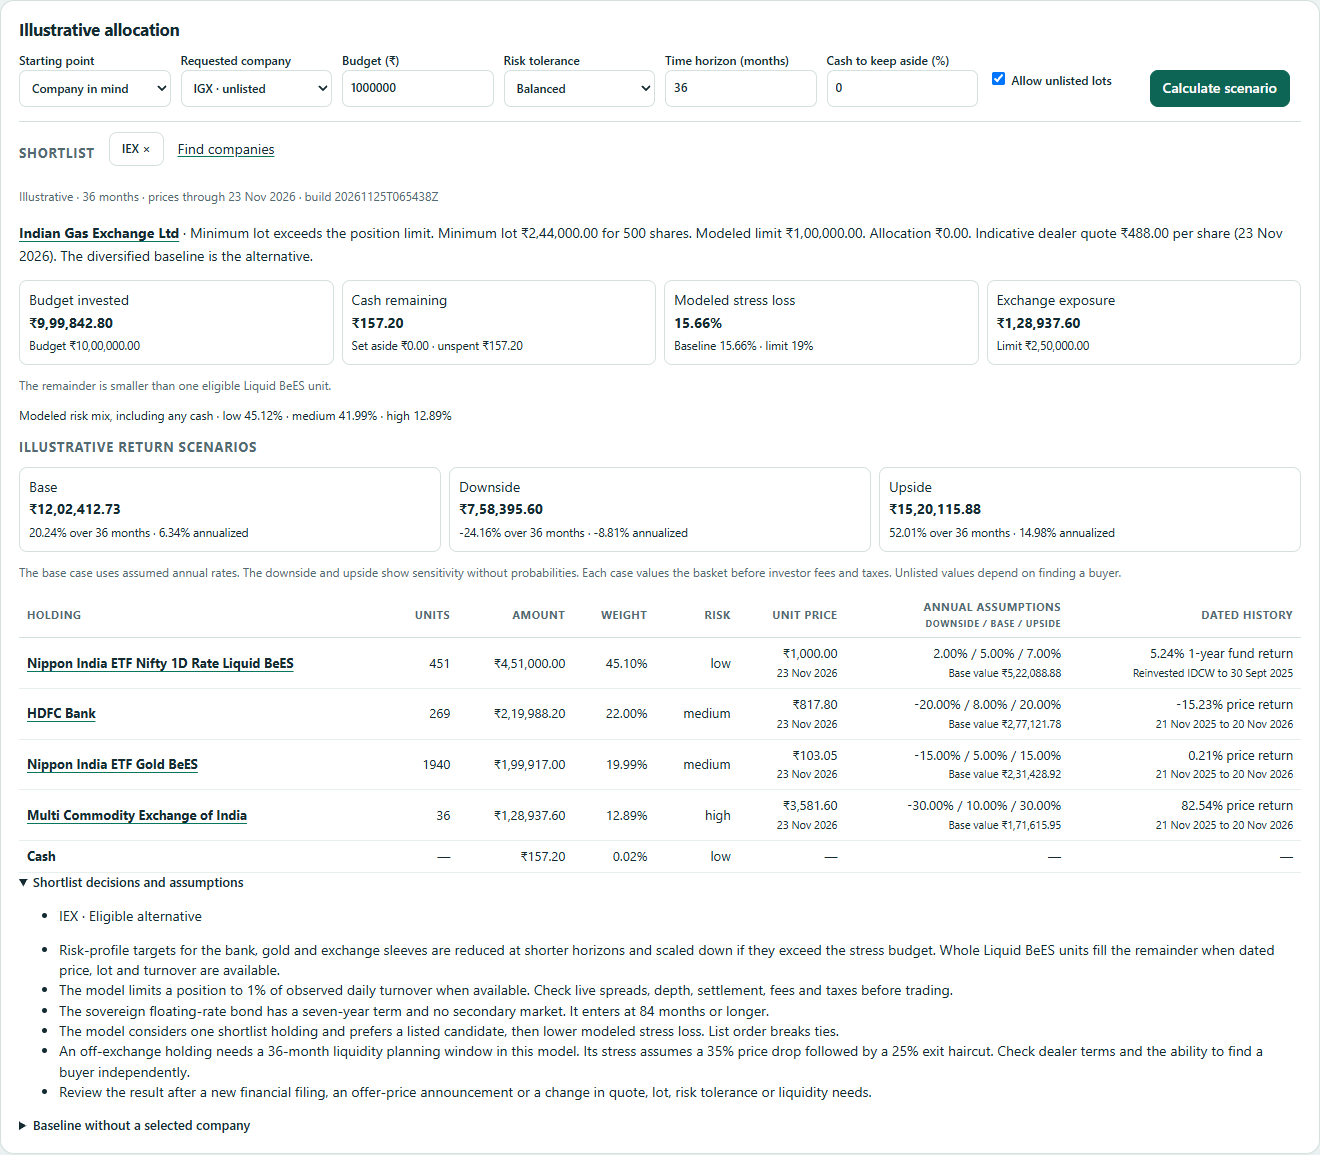 Illustrative allocation
Starting point
Requested company
Budget (₹)
Risk tolerance
Time horizon (months)
Cash to keep aside (%)
Company in mind
IGX · unlisted
1000000
Balanced
36
0
Allow unlisted lots
Calculate scenario
SHORTLIST
IEX ×
Find companies
Illustrative · 36 months · prices through 23 Nov 2026 · build 20261125T065438Z
Indian Gas Exchange Ltd · Minimum lot exceeds the position limit. Minimum lot ₹2,44,000.00 for 500 shares. Modeled limit ₹1,00,000.00. Allocation ₹0.00. Indicative dealer quote ₹488.00 per share (23 Nov
2026). The diversified baseline is the alternative.
Budget invested
₹9,99,842.80
Budget ₹10,00,000.00
Cash remaining
₹157.20
Set aside ₹0.00 · unspent ₹157.20
Modeled stress loss
15.66%
Baseline 15.66% · limit 19%
Exchange exposure
₹1,28,937.60
Limit ₹2,50,000.00
The remainder is smaller than one eligible Liquid BeES unit.
Modeled risk mix, including any cash · low 45.12% · medium 41.99% · high 12.89%
ILLUSTRATIVE RETURN SCENARIOS
Base
₹12,02,412.73
20.24% over 36 months · 6.34% annualized
Downside
₹7,58,395.60
-24.16% over 36 months · -8.81% annualized
Upside
₹15,20,115.88
52.01% over 36 months · 14.98% annualized
The base case uses assumed annual rates. The downside and upside show sensitivity without probabilities. Each case values the basket before investor fees and taxes. Unlisted values depend on finding a buyer.
HOLDING UNITS AMOUNT WEIGHT RISK UNIT PRICE ANNUAL ASSUMPTIONS DATED HISTORY
DOWNSIDE / BASE / UPSIDE
Nippon India ETF Nifty 1D Rate Liquid BeES 451 ₹4,51,000.00 45.10% low ₹1,000.00 2.00% / 5.00% / 7.00% 5.24% 1-year fund return
23 Nov 2026 Base value ₹5,22,088.88 Reinvested IDCW to 30 Sept 2025
HDFC Bank 269 ₹2,19,988.20 22.00% medium ₹817.80 -20.00% / 8.00% / 20.00% -15.23% price return
23 Nov 2026 Base value ₹2,77,121.78 21 Nov 2025 to 20 Nov 2026
Nippon India ETF Gold BeES 1940 ₹1,99,917.00 19.99% medium ₹103.05 -15.00% / 5.00% / 15.00% 0.21% price return
23 Nov 2026 Base value ₹2,31,428.92 21 Nov 2025 to 20 Nov 2026
Multi Commodity Exchange of India 36 ₹1,28,937.60 12.89% high ₹3,581.60 -30.00% / 10.00% / 30.00% 82.54% price return
23 Nov 2026 Base value ₹1,71,615.95 21 Nov 2025 to 20 Nov 2026
Cash — ₹157.20 0.02% low — — —
▼ Shortlist decisions and assumptions
• IEX · Eligible alternative
• Risk-profile targets for the bank, gold and exchange sleeves are reduced at shorter horizons and scaled down if they exceed the stress budget. Whole Liquid BeES units fill the remainder when dated
price, lot and turnover are available.
• The model limits a position to 1% of observed daily turnover when available. Check live spreads, depth, settlement, fees and taxes before trading.
• The sovereign floating-rate bond has a seven-year term and no secondary market. It enters at 84 months or longer.
• The model considers one shortlist holding and prefers a listed candidate, then lower modeled stress loss. List order breaks ties.
• An off-exchange holding needs a 36-month liquidity planning window in this model. Its stress assumes a 35% price drop followed by a 25% exit haircut. Check dealer terms and the ability to find a
buyer independently.
• Review the result after a new financial filing, an offer-price announcement or a change in quote, lot, risk tolerance or liquidity needs.
▶ Baseline without a selected company